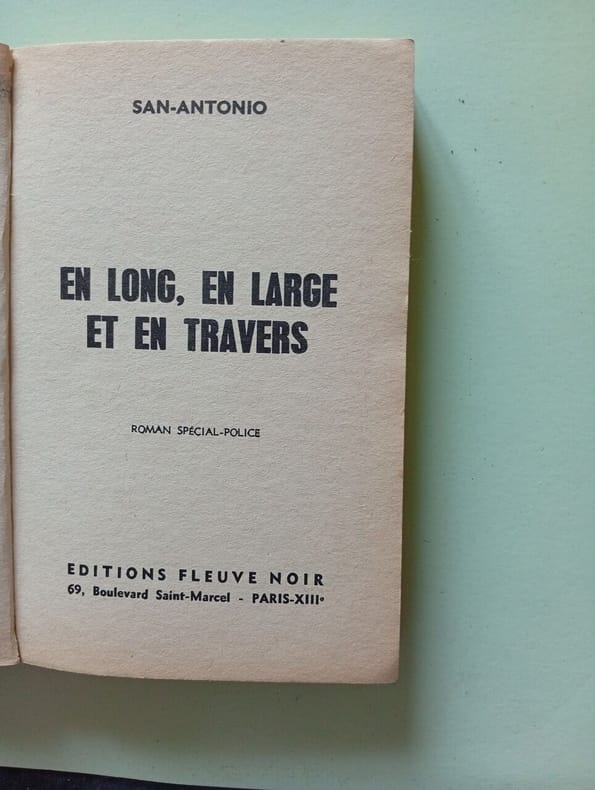 SAN-ANTONIO
EN LONG, EN LARGE
ET EN TRAVERS
ROMAN SPÉCIAL-POLICE
EDITIONS FLEUVE NOIR
69, Boulevard Saint-Marcel - PARIS-XIIIᵉ